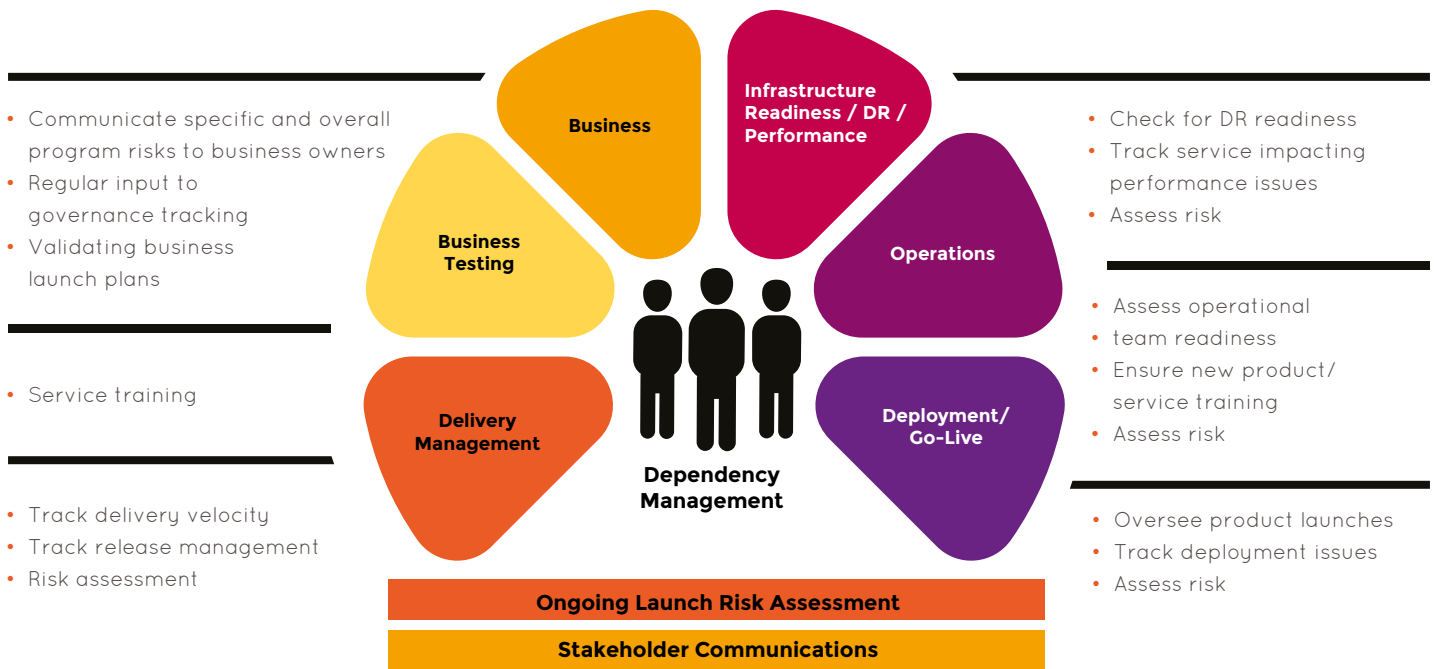 Communicate specific and overall
program risks to business owners
Regular input to
governance tracking
Validating business
launch plans
Service training
Track delivery velocity
Track release management
Risk assessment
Business
Infrastructure
Readiness / DR /
Performance
Business
Testing
Operations
Delivery
Management
Deployment/
Go-Live
Dependency
Management
Ongoing Launch Risk Assessment
Stakeholder Communications
Check for DR readiness
Track service impacting
performance issues
Assess risk
Assess operational
team readiness
Ensure new product/
service training
Assess risk
Oversee product launches
Track deployment issues
Assess risk